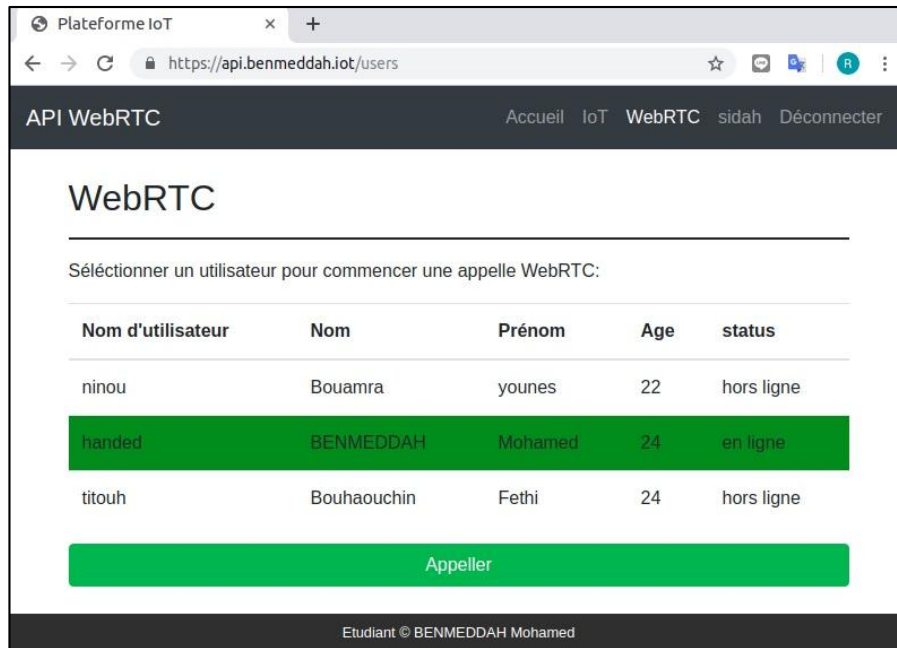 Plateforme IoT
https://api.benmeddah.iot/users
R
API WebRTC Accueil IoT WebRTC sidah Déconnecter
WebRTC
Séléctionner un utilisateur pour commencer une appelle WebRTC:
Nom d'utilisateur Nom Prénom Age status
ninou Bouamra younes 22 hors ligne
handed BENMEDDAH Mohamed 24 en ligne
titouh Bouhaouchin Fethi 24 hors ligne
Appeller
Etudiant © BENMEDDAH Mohamed